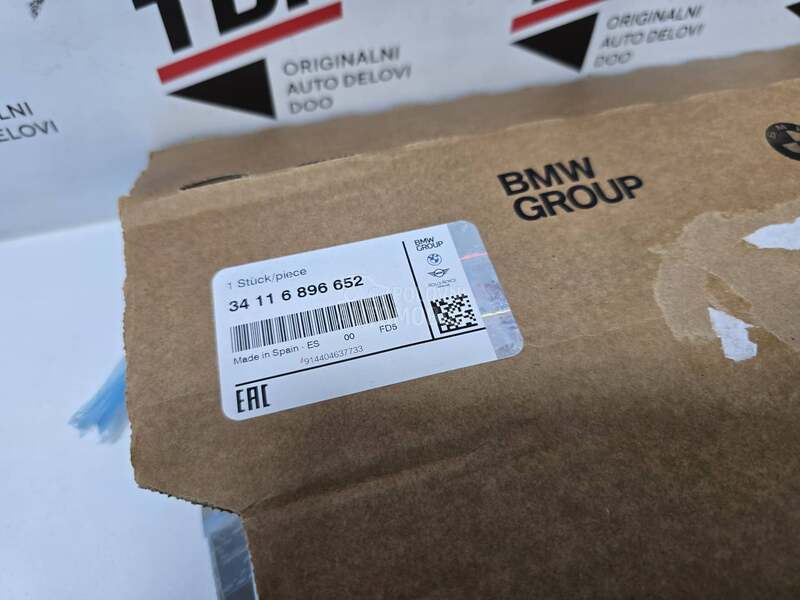 ORIGINALNI
AUTO DELOVI
DOO
ORIGINALNI
AUTO DELOVI
DOO
BMW
GROUP
1 Stück/piece
34 11 6 896 652
Made in Spain - ES 00 FD5
#914404637733
EAC
BMW
GROUP